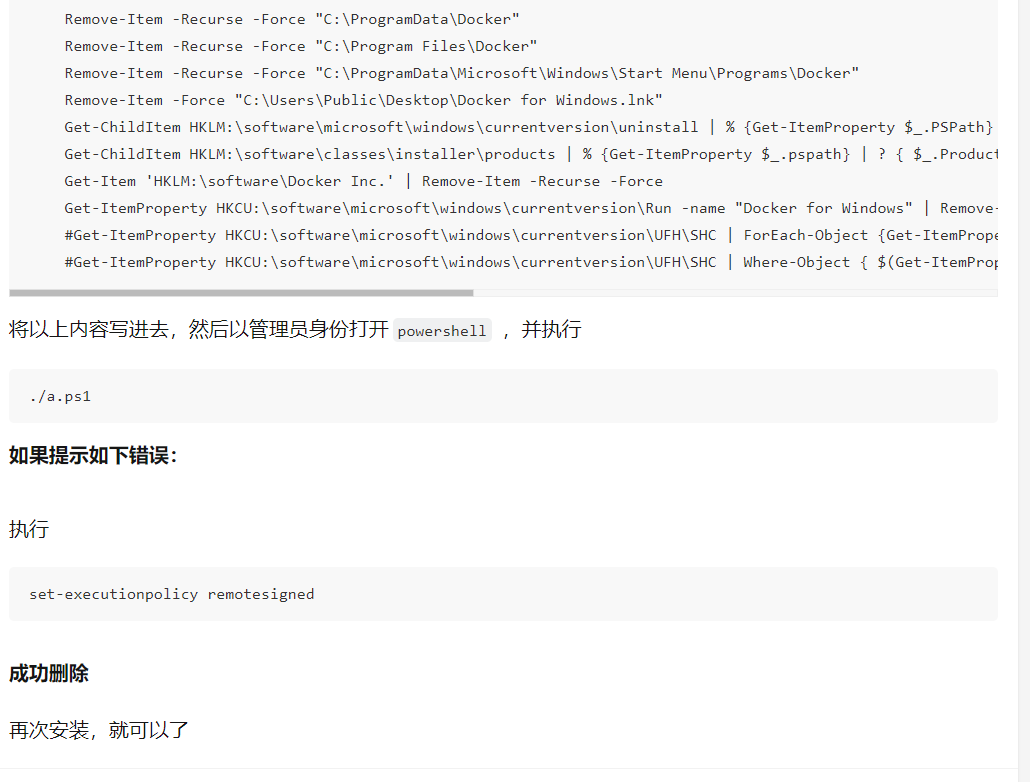 Remove-Item -Recurse -Force "C:\ProgramData\Docker"
Remove-Item -Recurse -Force "C:\Program Files\Docker"
Remove-Item -Recurse -Force "C:\ProgramData\Microsoft\Windows\Start Menu\Programs\Docker"
Remove-Item -Force "C:\Users\Public\Desktop\Docker for Windows.lnk"
Get-ChildItem HKLM:\software\microsoft\windows\currentversion\uninstall | % {Get-ItemProperty $_.PSPath}
Get-ChildItem HKLM:\software\classes\installer\products | % {Get-ItemProperty $_.pspath} | ? { $_.Product
Get-Item 'HKLM:\software\Docker Inc.' | Remove-Item -Recurse -Force
Get-ItemProperty HKCU:\software\microsoft\windows\currentversion\Run -name "Docker for Windows" | Remove-
#Get-ItemProperty HKCU:\software\microsoft\windows\currentversion\UFH\SHC | ForEach-Object {Get-ItemPrope
#Get-ItemProperty HKCU:\software\microsoft\windows\currentversion\UFH\SHC | Where-Object { $(Get-ItemProp
将以上内容写进去，然后以管理员身份打开 powershell ，并执行
./a.ps1
如果提示如下错误：
执行
set-executionpolicy remotesigned
成功删除
再次安装，就可以了